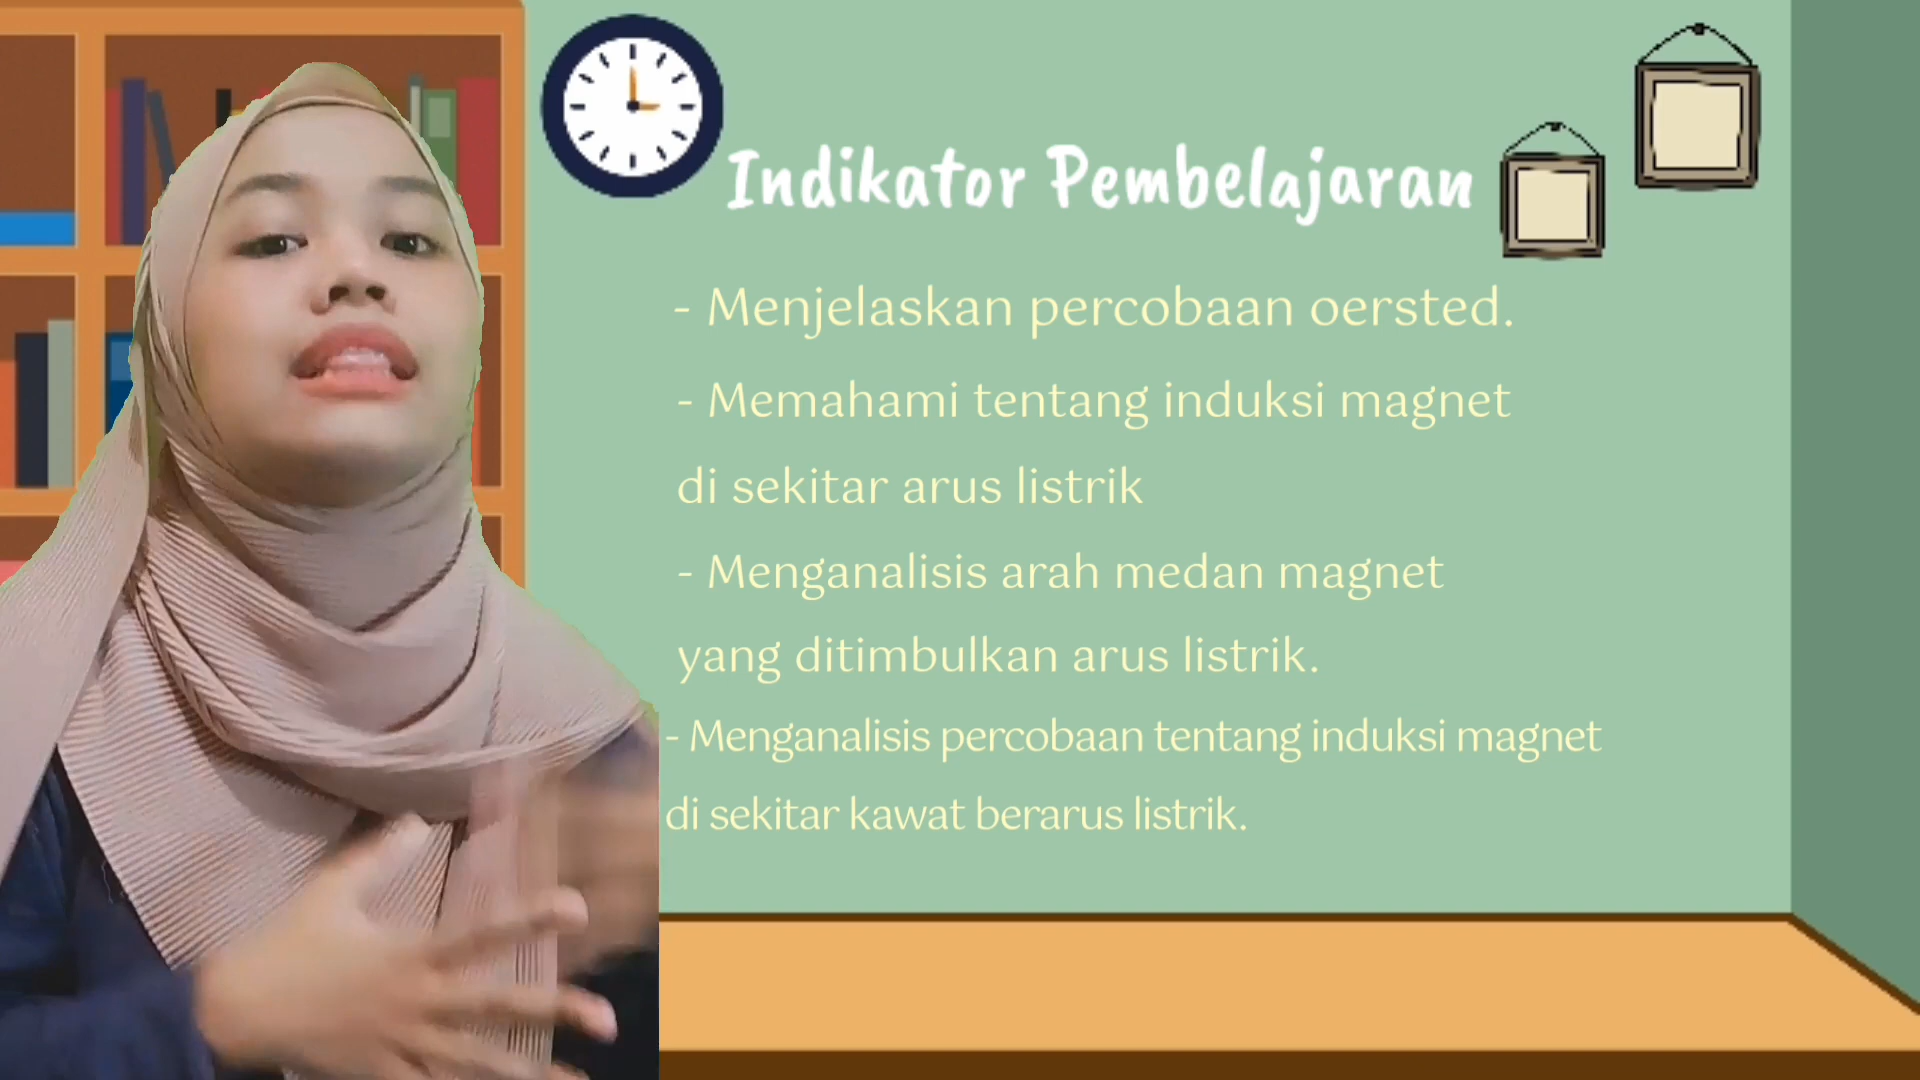 Indikator Pembelajaran
- Menjelaskan percobaan oersted.
- Memahami tentang induksi magnet
di sekitar arus listrik
- Menganalisis arah medan magnet
yang ditimbulkan arus listrik.
- Menganalisis percobaan tentang induksi magnet
di sekitar kawat berarus listrik.